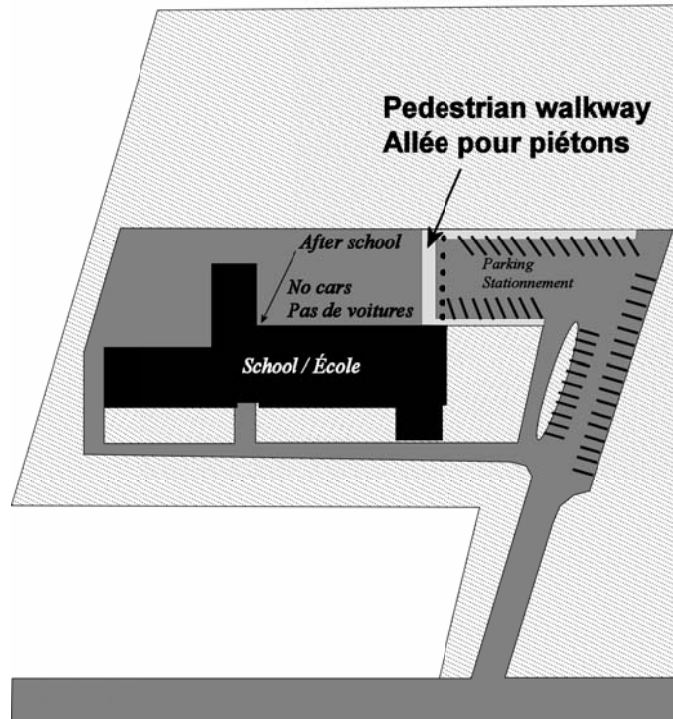 Pedestrian walkway
Allée pour piétons
After school
Parking
Stationnement
No cars
Pas de voitures
School / École